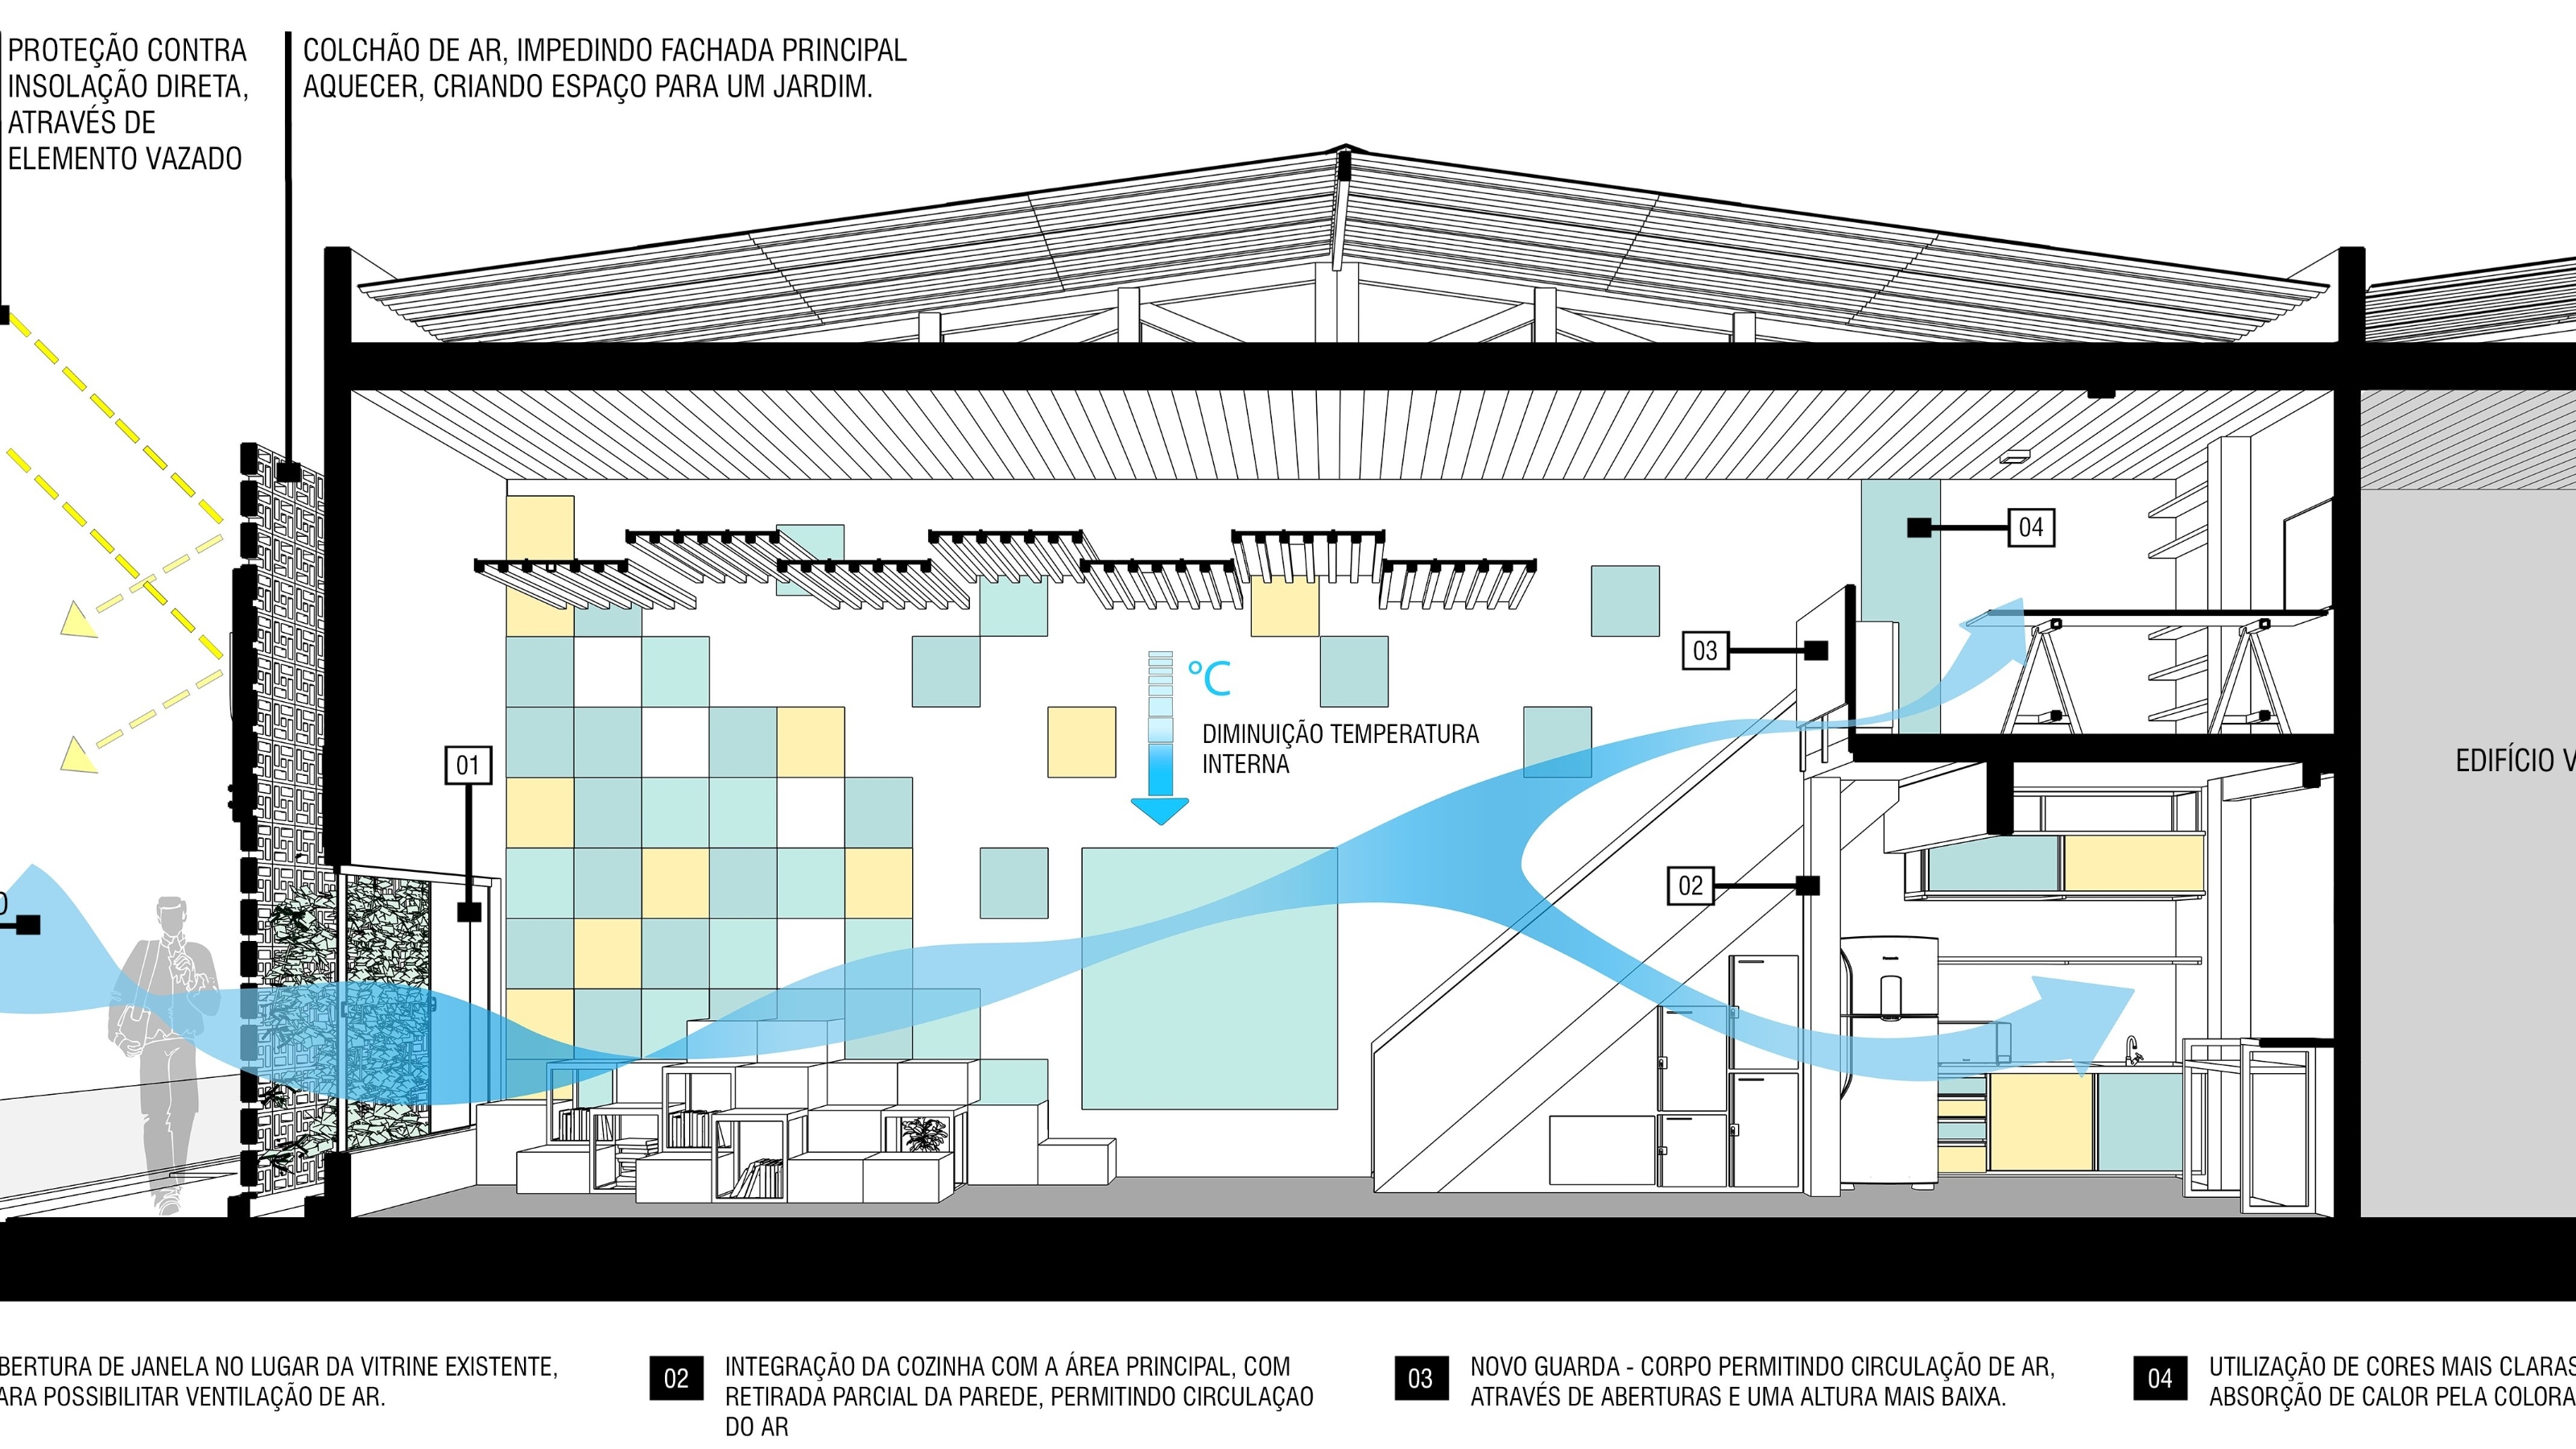 PROTEÇÃO CONTRA
INSOLAÇÃO DIRETA,
ATRAVÉS DE
ELEMENTO VAZADO
COLCHÃO DE AR, IMPEDINDO FACHADA PRINCIPAL
AQUECER, CRIANDO ESPAÇO PARA UM JARDIM.
04
03
°C
DIMINUIÇÃO TEMPERATURA
INTERNA
01
EDIFÍCIO V
02
BERTURA DE JANELA NO LUGAR DA VITRINE EXISTENTE,
ARA POSSIBILITAR VENTILAÇÃO DE AR.
02
INTEGRAÇÃO DA COZINHA COM A ÁREA PRINCIPAL, COM
RETIRADA PARCIAL DA PAREDE, PERMITINDO CIRCULAÇAO
DO AR
03
NOVO GUARDA - CORPO PERMITINDO CIRCULAÇÃO DE AR,
ATRAVÉS DE ABERTURAS E UMA ALTURA MAIS BAIXA.
04
UTILIZAÇÃO DE CORES MAIS CLARAS
ABSORÇÃO DE CALOR PELA COLORA